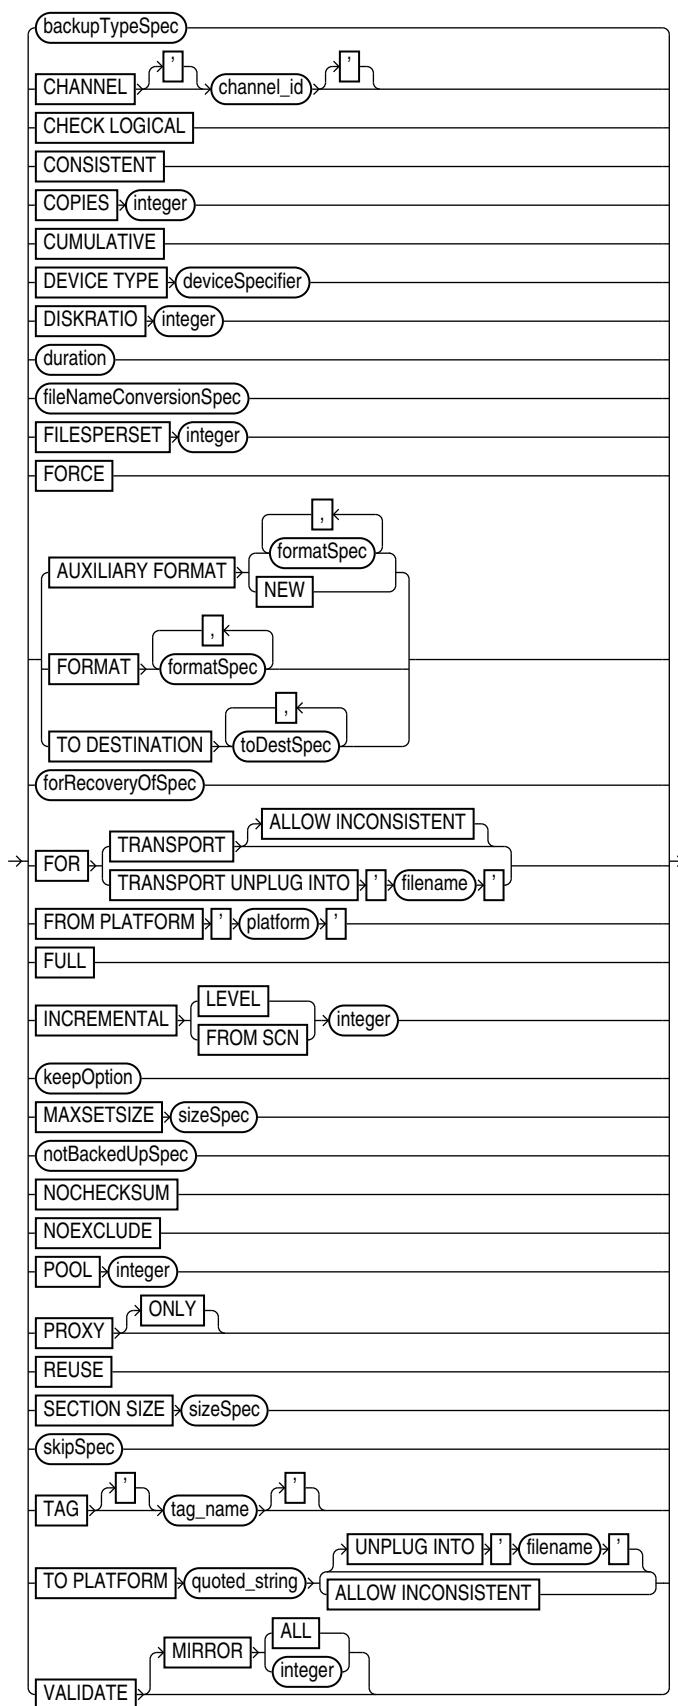 backupTypeSpec
CHANNEL ' channel_id '
CHECK LOGICAL
CONSISTENT
COPIES integer
CUMULATIVE
DEVICE TYPE deviceSpecifier
DISKRATIO integer
duration
fileNameConversionSpec
FILESPERSET integer
FORCE
,
AUXILIARY FORMAT formatSpec
NEW
,
FORMAT formatSpec
,
TO DESTINATION toDestSpec
forRecoveryOfSpec
ALLOW INCONSISTENT
TRANSPORT
FOR
TRANSPORT UNPLUG INTO ' filename '
FROM PLATFORM ' platform '
FULL
LEVEL
INCREMENTAL integer
FROM SCN
keepOption
MAXSETSIZE sizeSpec
notBackedUpSpec
NOCHECKSUM
NOEXCLUDE
POOL integer
ONLY
PROXY
REUSE
SECTION SIZE sizeSpec
skipSpec
TAG ' tag_name '
UNPLUG INTO ' filename '
TO PLATFORM quoted_string
ALLOW INCONSISTENT
ALL
MIRROR
integer
VALIDATE